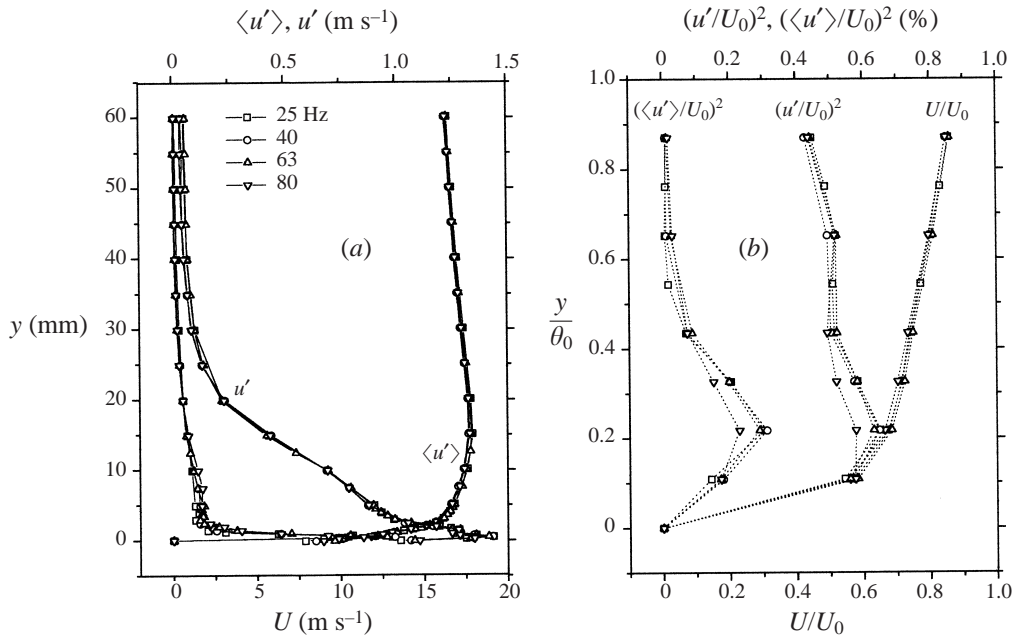 ⟨u′⟩, u′ (m s⁻¹)
0 0.5 1.0 1.5
60
50
40
30
20
10
0
y (mm)
25 Hz
40
63
80
(a)
u′
⟨u′⟩
0 5 10 15 20
U (m s⁻¹)
(u′/U₀)², (⟨u′⟩/U₀)² (%)
0 0.2 0.4 0.6 0.8 1.0
1.0
0.8
0.6
0.4
0.2
0
y
θ₀
(⟨u′⟩/U₀)² (u′/U₀)² U/U₀
(b)
0 0.2 0.4 0.6 0.8 1.0
U/U₀